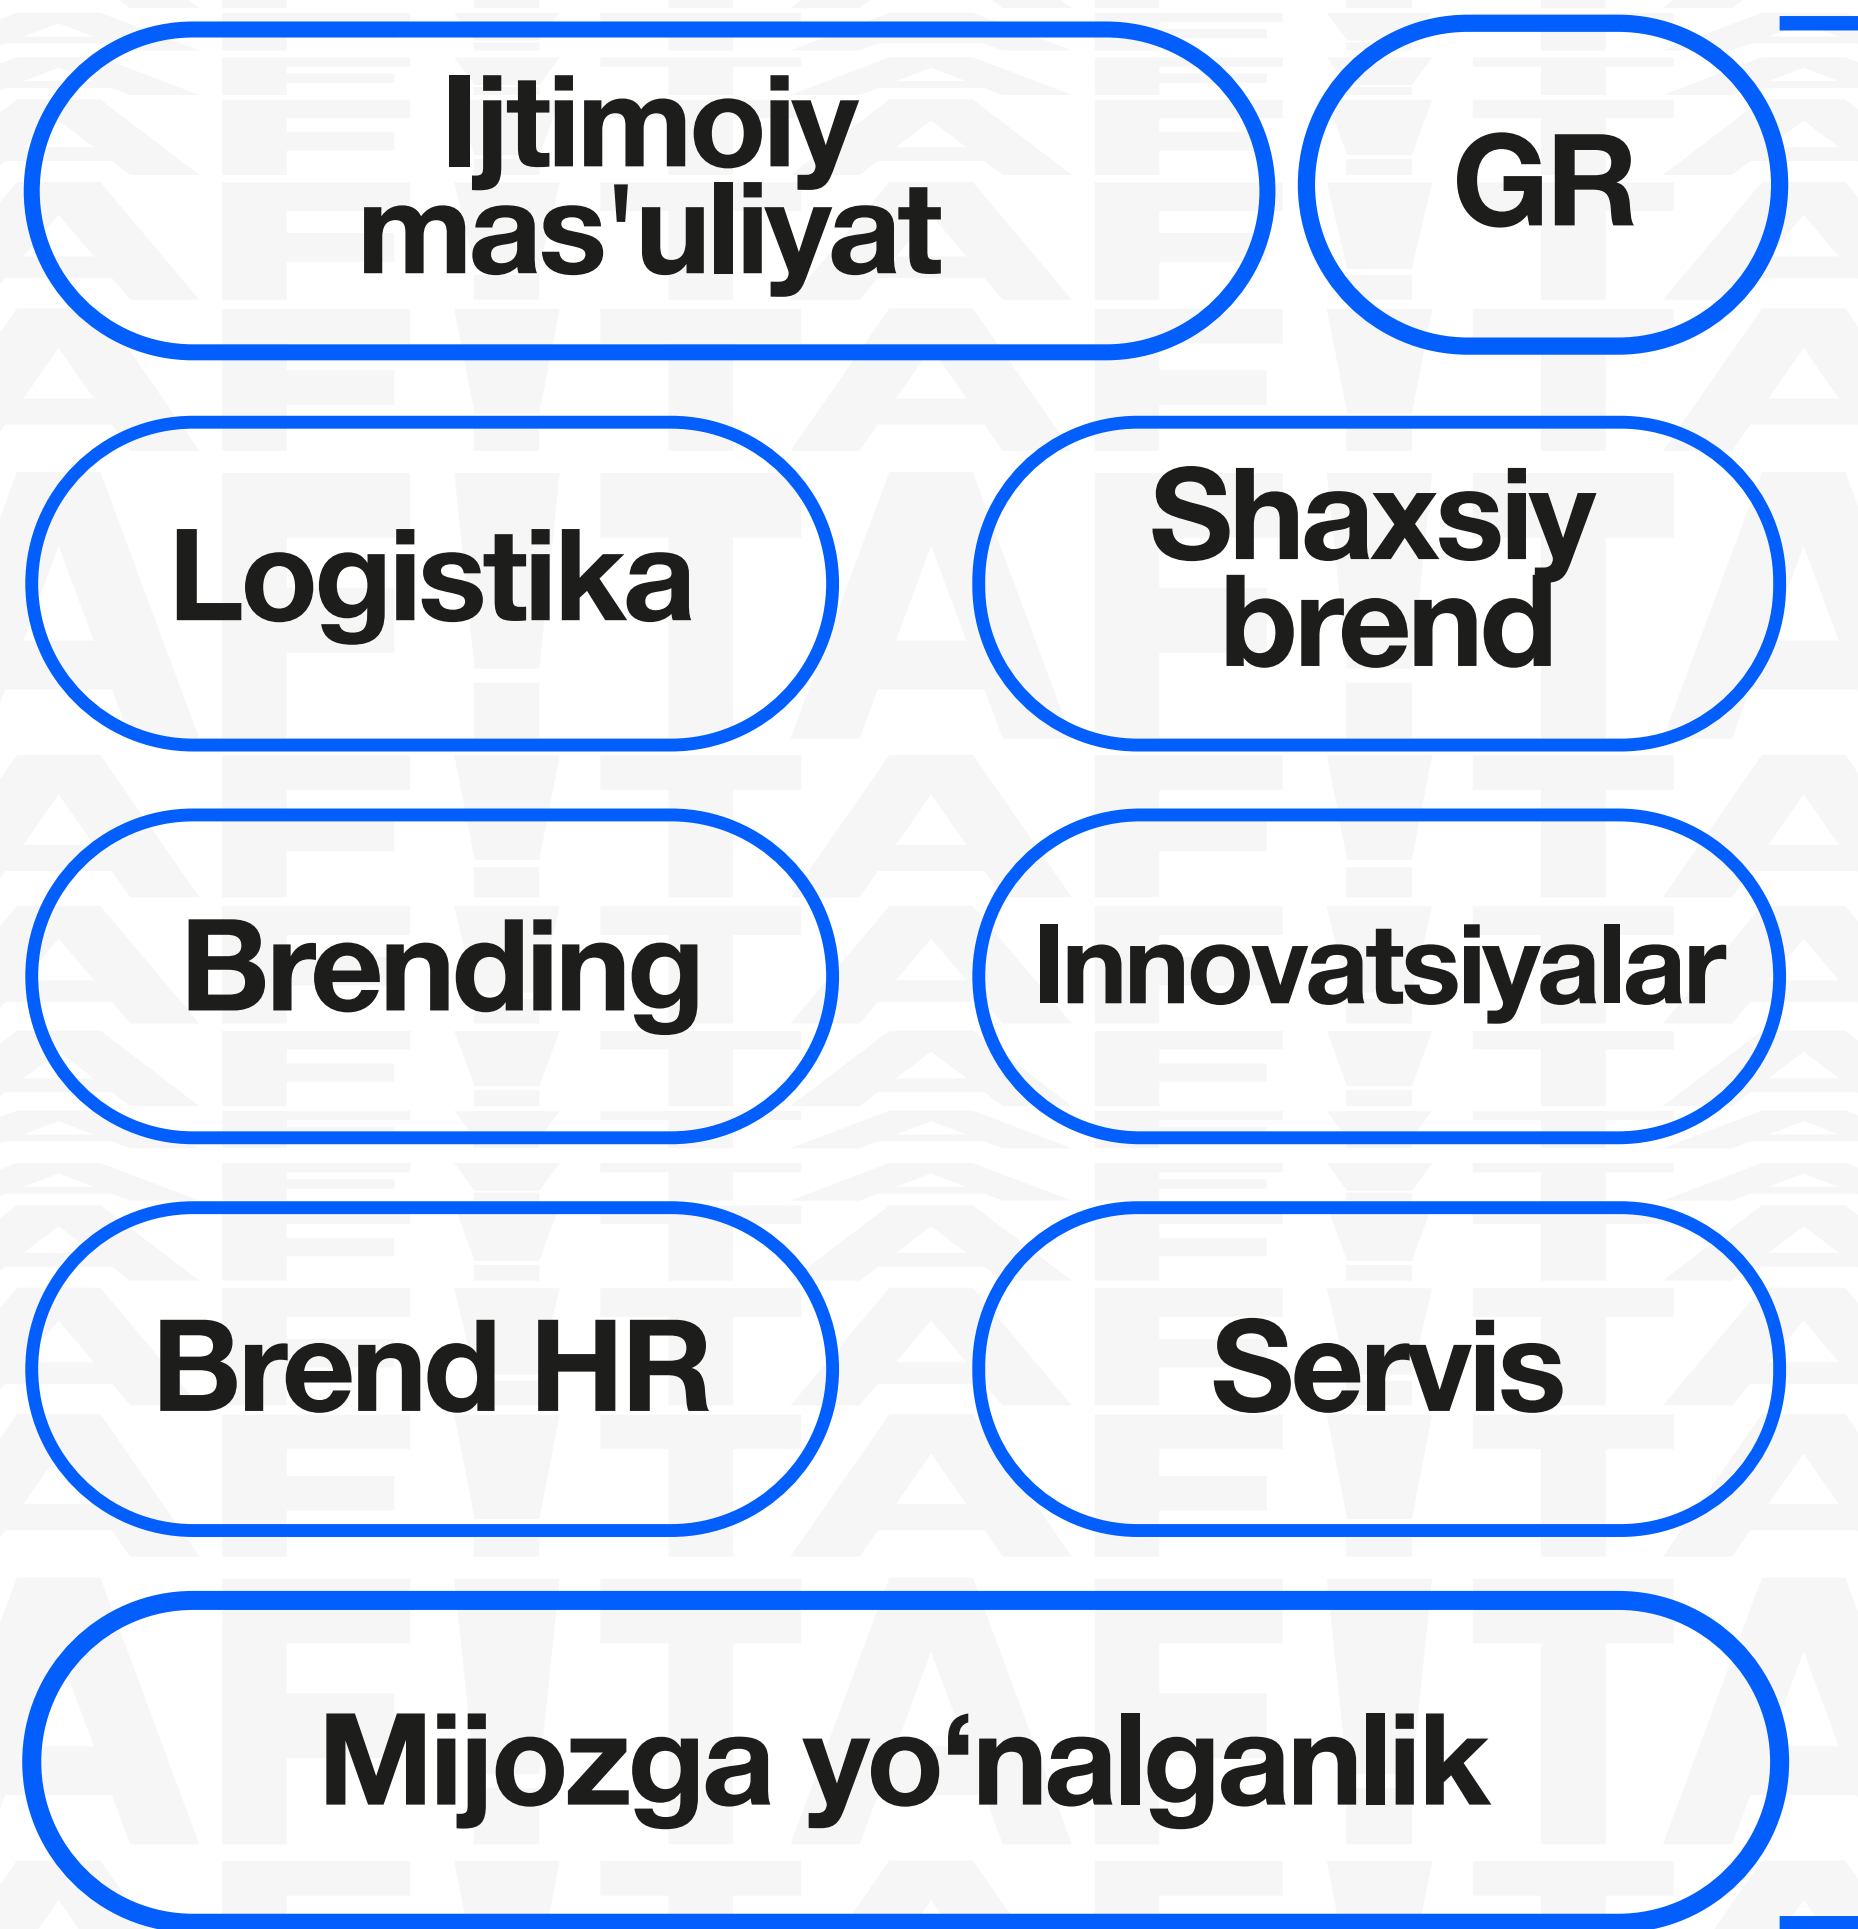 Ijtimoiy
mas'uliyat
GR
Logistika
Shaxsiy
brend
Brending
Innovatsiyalar
Brend HR
Servis
Mijozga yo‘nalganlik